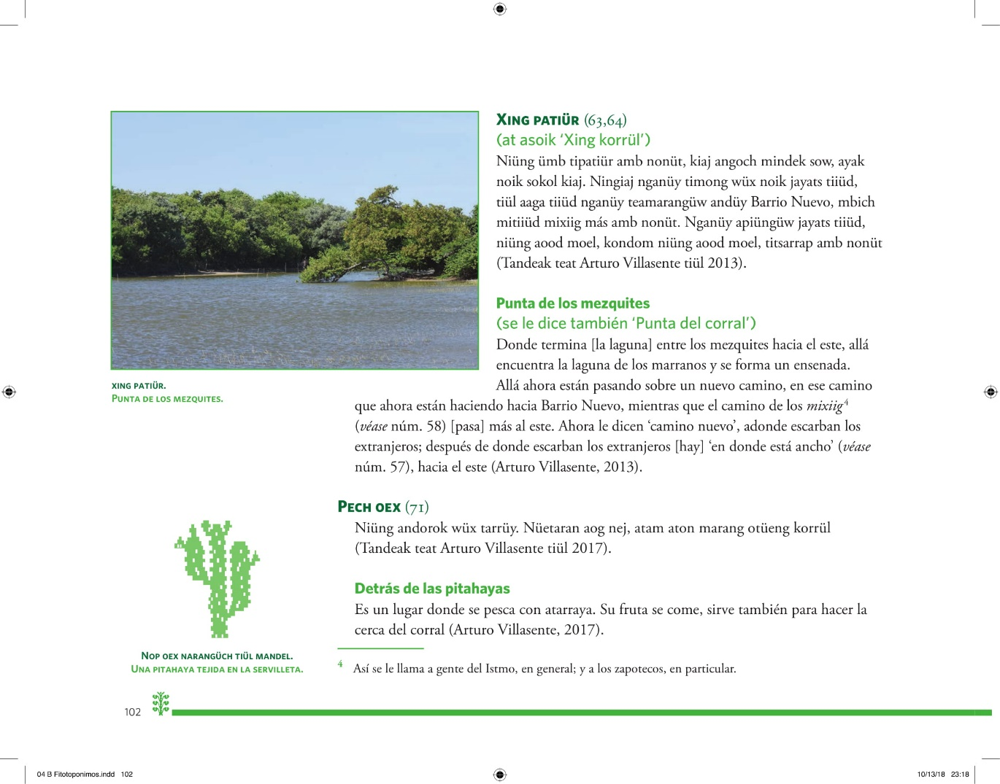 XING PATIÜR (63,64)
(at asoik ‘Xing korrül’)
Niüng ümb tipatiür amb nonüt, kiaj angoch mindek sow, ayak
noik sokol kiaj. Ningiaj nganüy timong wüx noik jayats tiiüd,
tiül aaga tiiüd nganüy teamarangüw andüy Barrio Nuevo, mbich
mitiiüd mixiig más amb nonüt. Nganüy apiüngüw jayats tiiüd,
niüng aood moel, kondom niüng aood moel, titsarrap amb nonüt
(Tandeak teat Arturo Villasente tiül 2013).
Punta de los mezquites
(se le dice también ‘Punta del corral’)
Donde termina [la laguna] entre los mezquites hacia el este, allá
encuentra la laguna de los marranos y se forma un ensenada.
Allá ahora están pasando sobre un nuevo camino, en ese camino
que ahora están haciendo hacia Barrio Nuevo, mientras que el camino de los mixiig4
(véase núm. 58) [pasa] más al este. Ahora le dicen ‘camino nuevo’, adonde escarban los
extranjeros; después de donde escarban los extranjeros [hay] ‘en donde está ancho’ (véase
núm. 57), hacia el este (Arturo Villasente, 2013).
XING PATIÜR.
PUNTA DE LOS MEZQUITES.
PECH OEX (71)
Niüng andorok wüx tarrüy. Nüetaran aog nej, atam aton marang otüeng korrül
(Tandeak teat Arturo Villasente tiül 2017).
Detrás de las pitahayas
Es un lugar donde se pesca con atarraya. Su fruta se come, sirve también para hacer la
cerca del corral (Arturo Villasente, 2017).
NOP OEX NARANGÜCH TIÜL MANDEL.
UNA PITAHAYA TEJIDA EN LA SERVILLETA.
4 Así se le llama a gente del Istmo, en general; y a los zapotecos, en particular.
102
04 B Fitotoponimos.indd 102
10/13/18 23:18